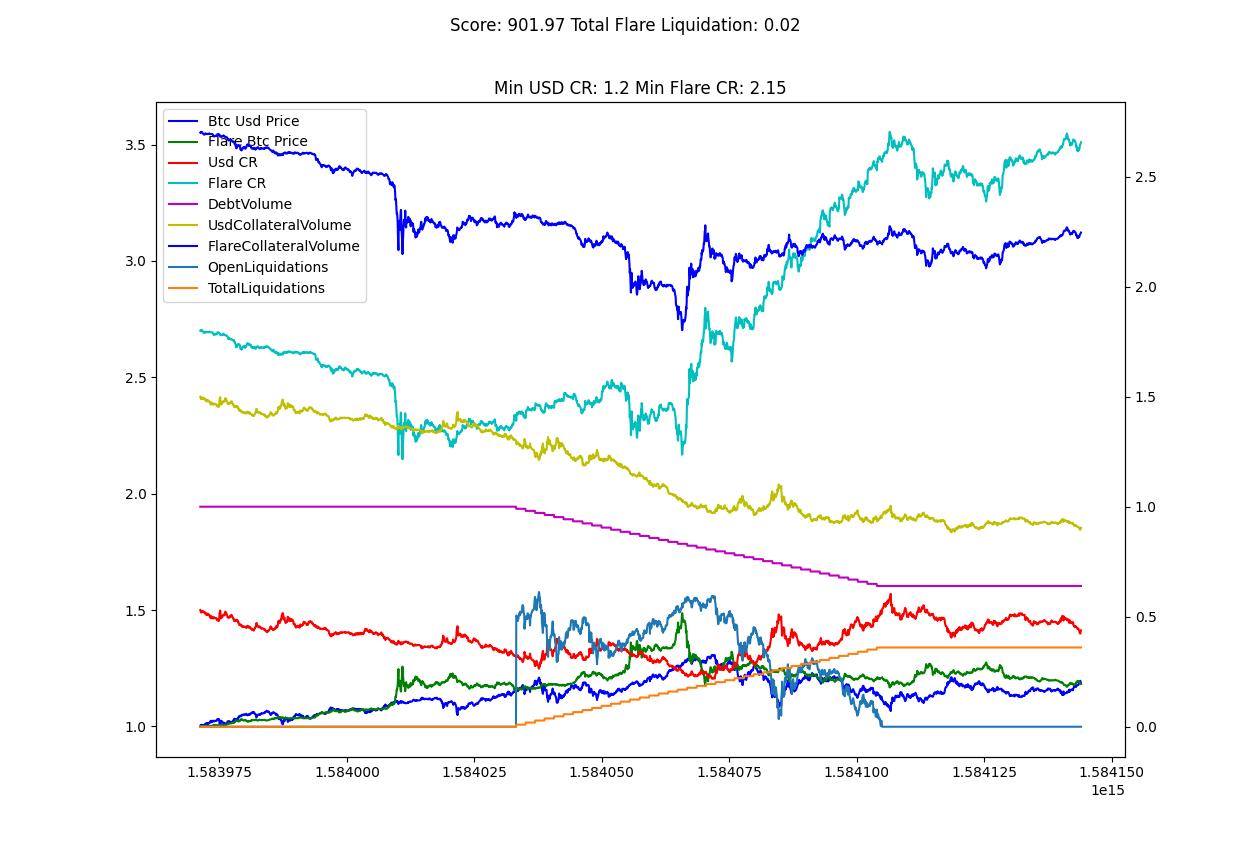 Score: 901.97 Total Flare Liquidation: 0.02
Min USD CR: 1.2 Min Flare CR: 2.15
Btc Usd Price
Flare Btc Price
Usd CR
Flare CR
DebtVolume
UsdCollateralVolume
FlareCollateralVolume
OpenLiquidations
TotalLiquidations
3.5
3.0
2.5
2.0
1.5
1.0
2.5
2.0
1.5
1.0
0.5
0.0
1.583975 1.584000 1.584025 1.584050 1.584075 1.584100 1.584125 1.584150
1e15